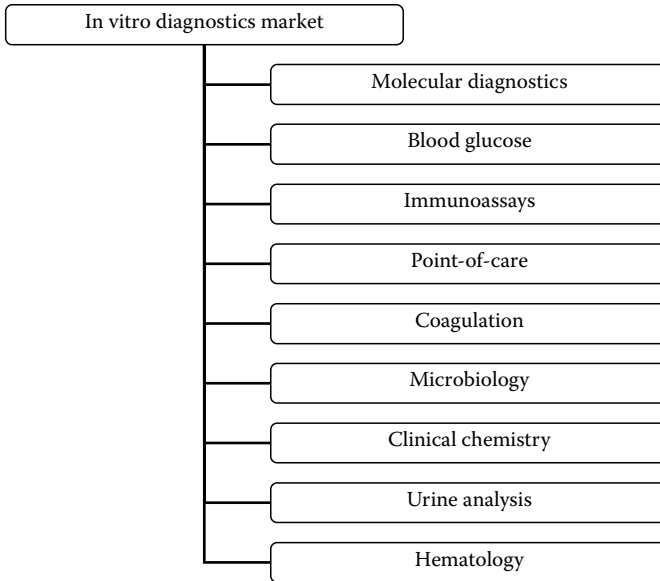 In vitro diagnostics market
Molecular diagnostics
Blood glucose
Immunoassays
Point-of-care
Coagulation
Microbiology
Clinical chemistry
Urine analysis
Hematology